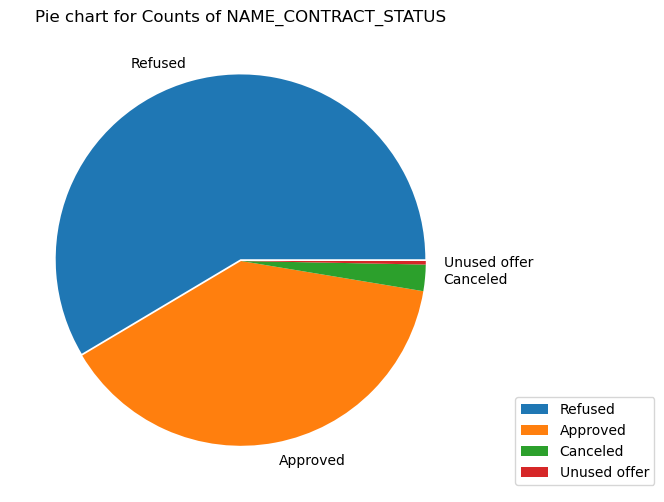 Pie chart for Counts of NAME_CONTRACT_STATUS
Refused
Unused offer
Canceled
Approved
Refused
Approved
Canceled
Unused offer